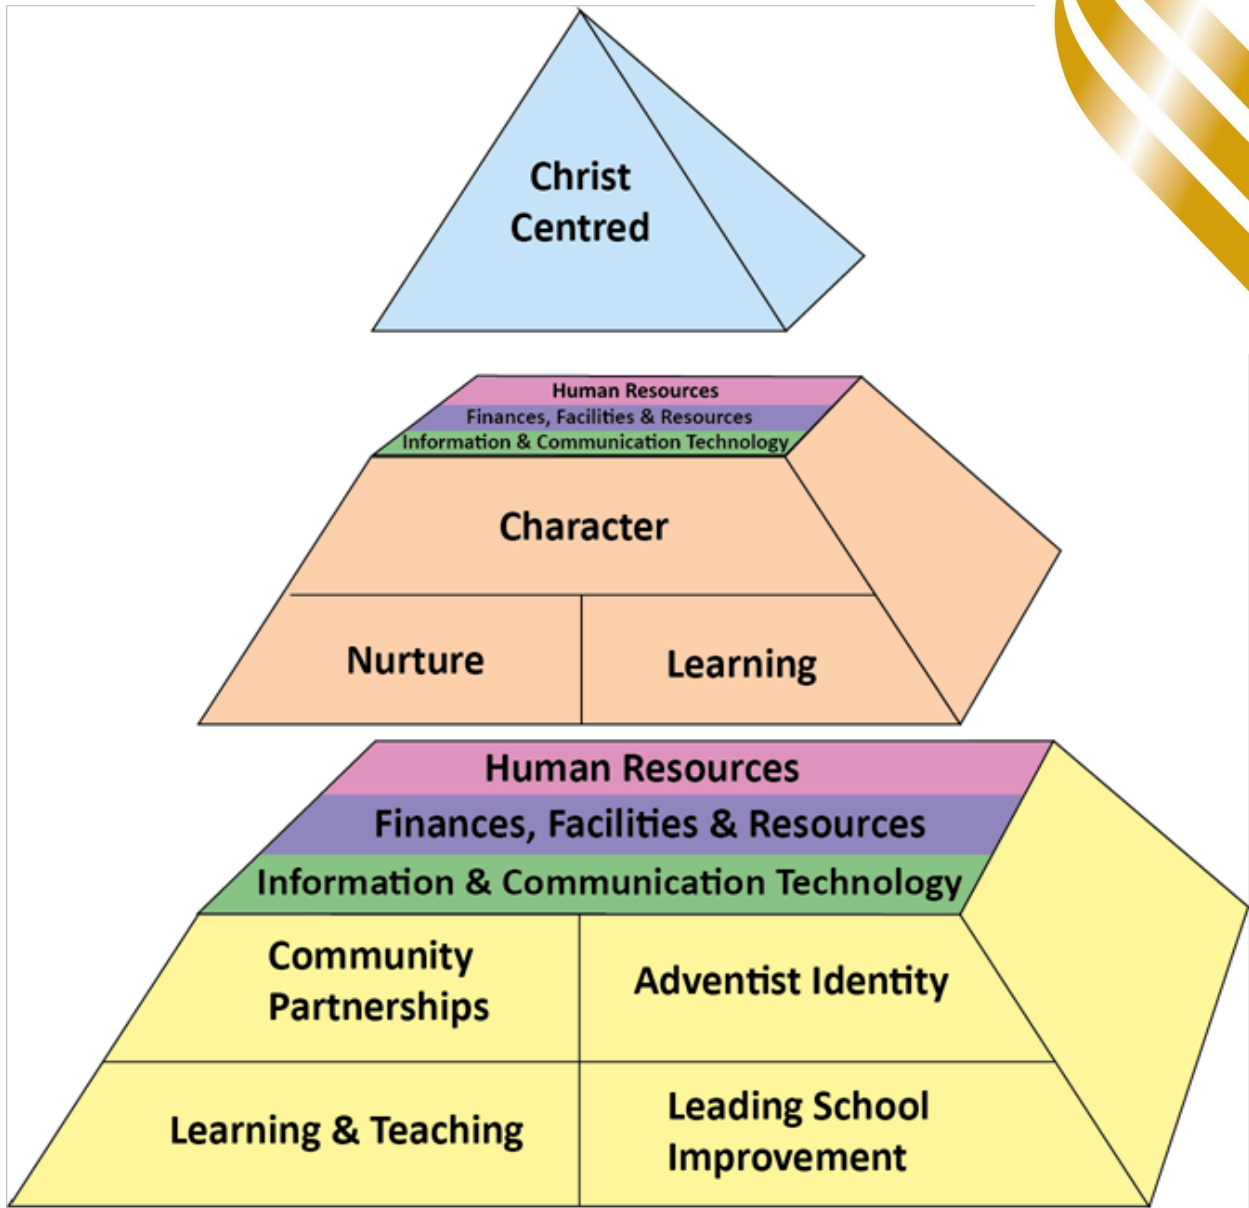 Christ
Centred
Human Resources
Finances, Facilities & Resources
Information & Communication Technology
Character
Nurture
Learning
Human Resources
Finances, Facilities & Resources
Information & Communication Technology
Community
Partnerships
Adventist Identity
Learning & Teaching
Leading School
Improvement